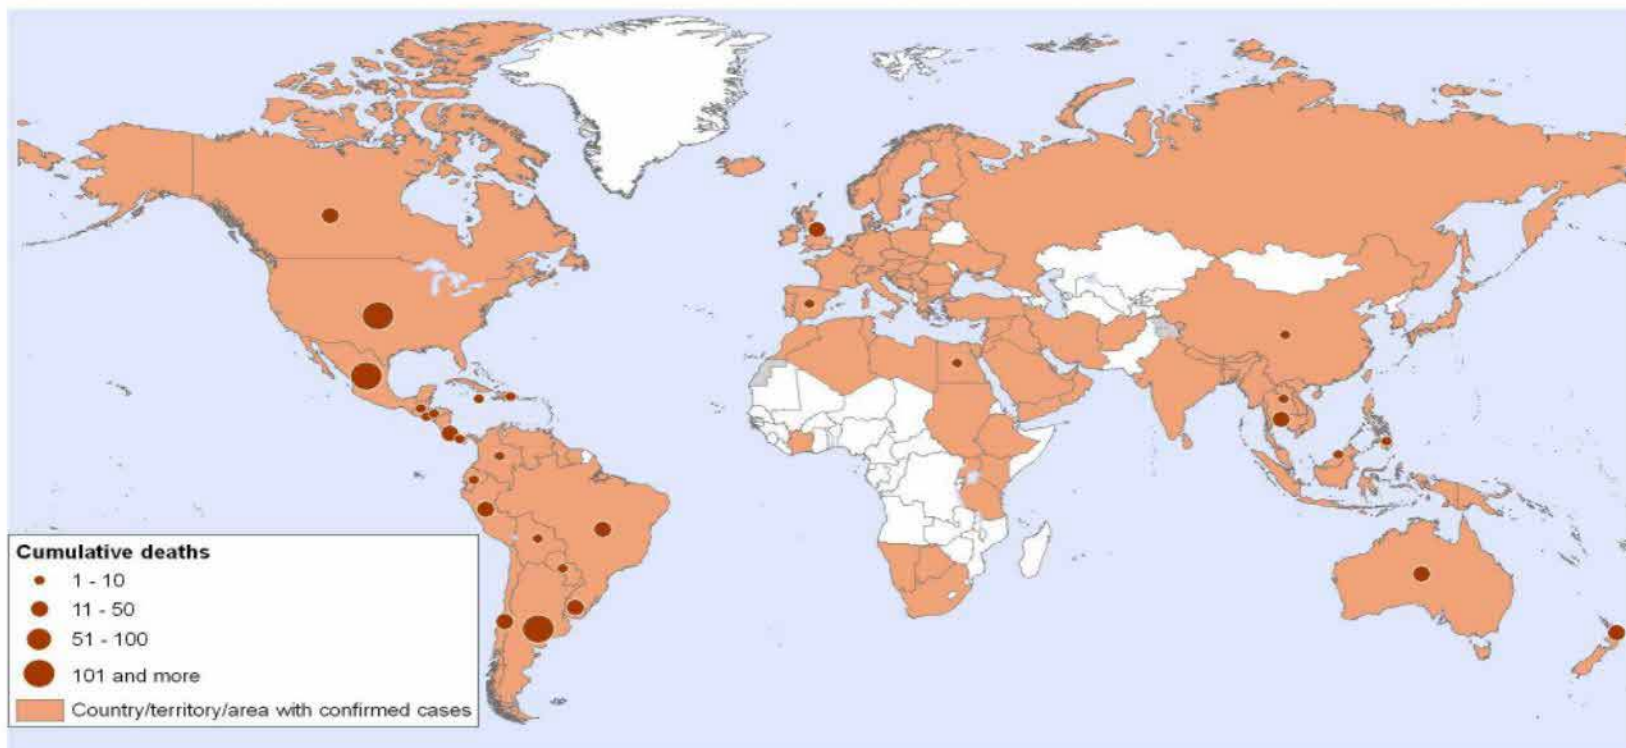 Cumulative deaths
1 - 10
11 - 50
51 - 100
101 and more
Country/territory/area with confirmed cases